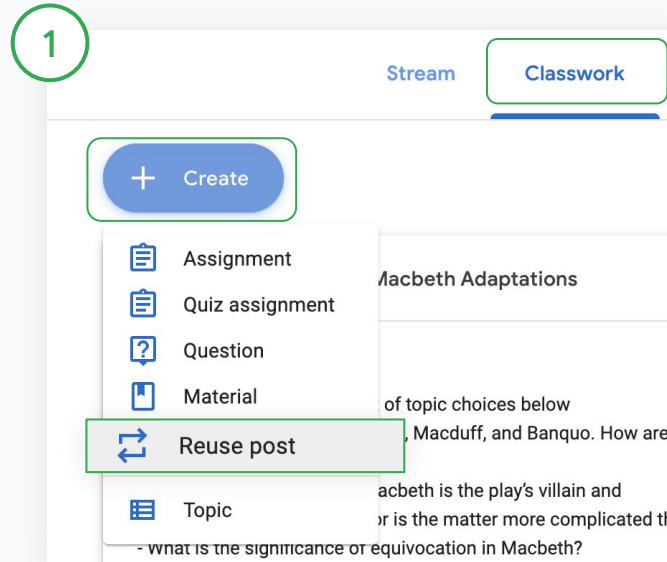 1
Stream Classwork
+ Create
Assignment
Macbeth Adaptations
Quiz assignment
Question
Material
of topic choices below
Reuse post
, Macduff, and Banquo. How are
acbeth is the play's villain and
Topic
or is the matter more complicated
- What is the significance of equivocation in Macbeth?